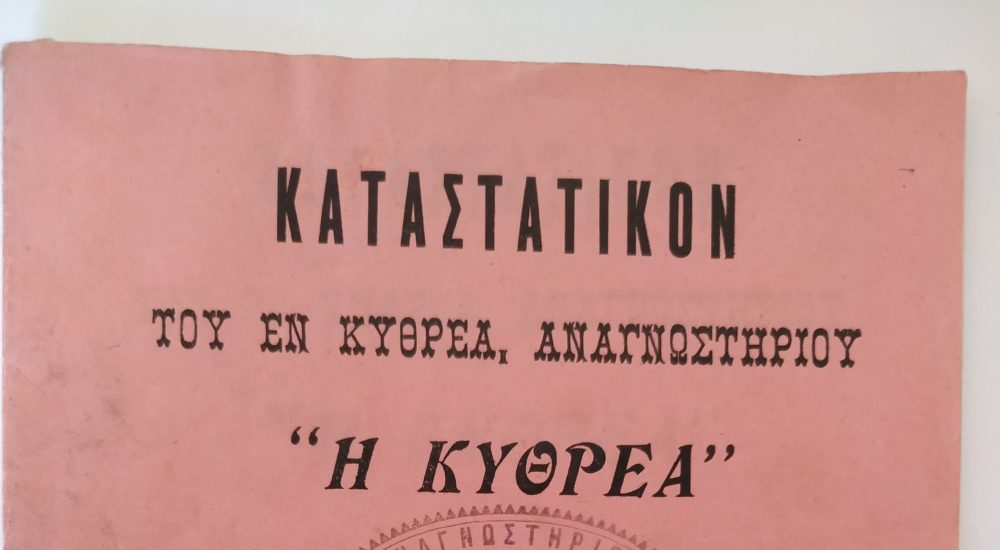 ΚΑΤΑΣΤΑΤΙΚΟΝ
ΤΟΥ ΕΝ ΚΥΘΡΕΑ, ΑΝΑΓΝΩΣΤΗΡΙΟΥ
“Η ΚΥΘΡΕΑ”